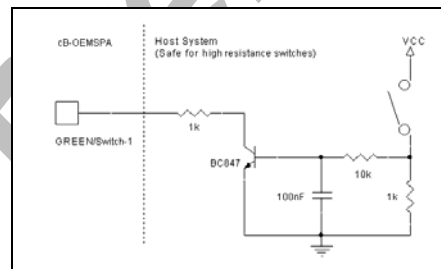 cB-OEMSPA
Host System
(Safe for high resistance switches)
VCC
1k
GREEN/Switch-1
BC847
10k
100nF
1k